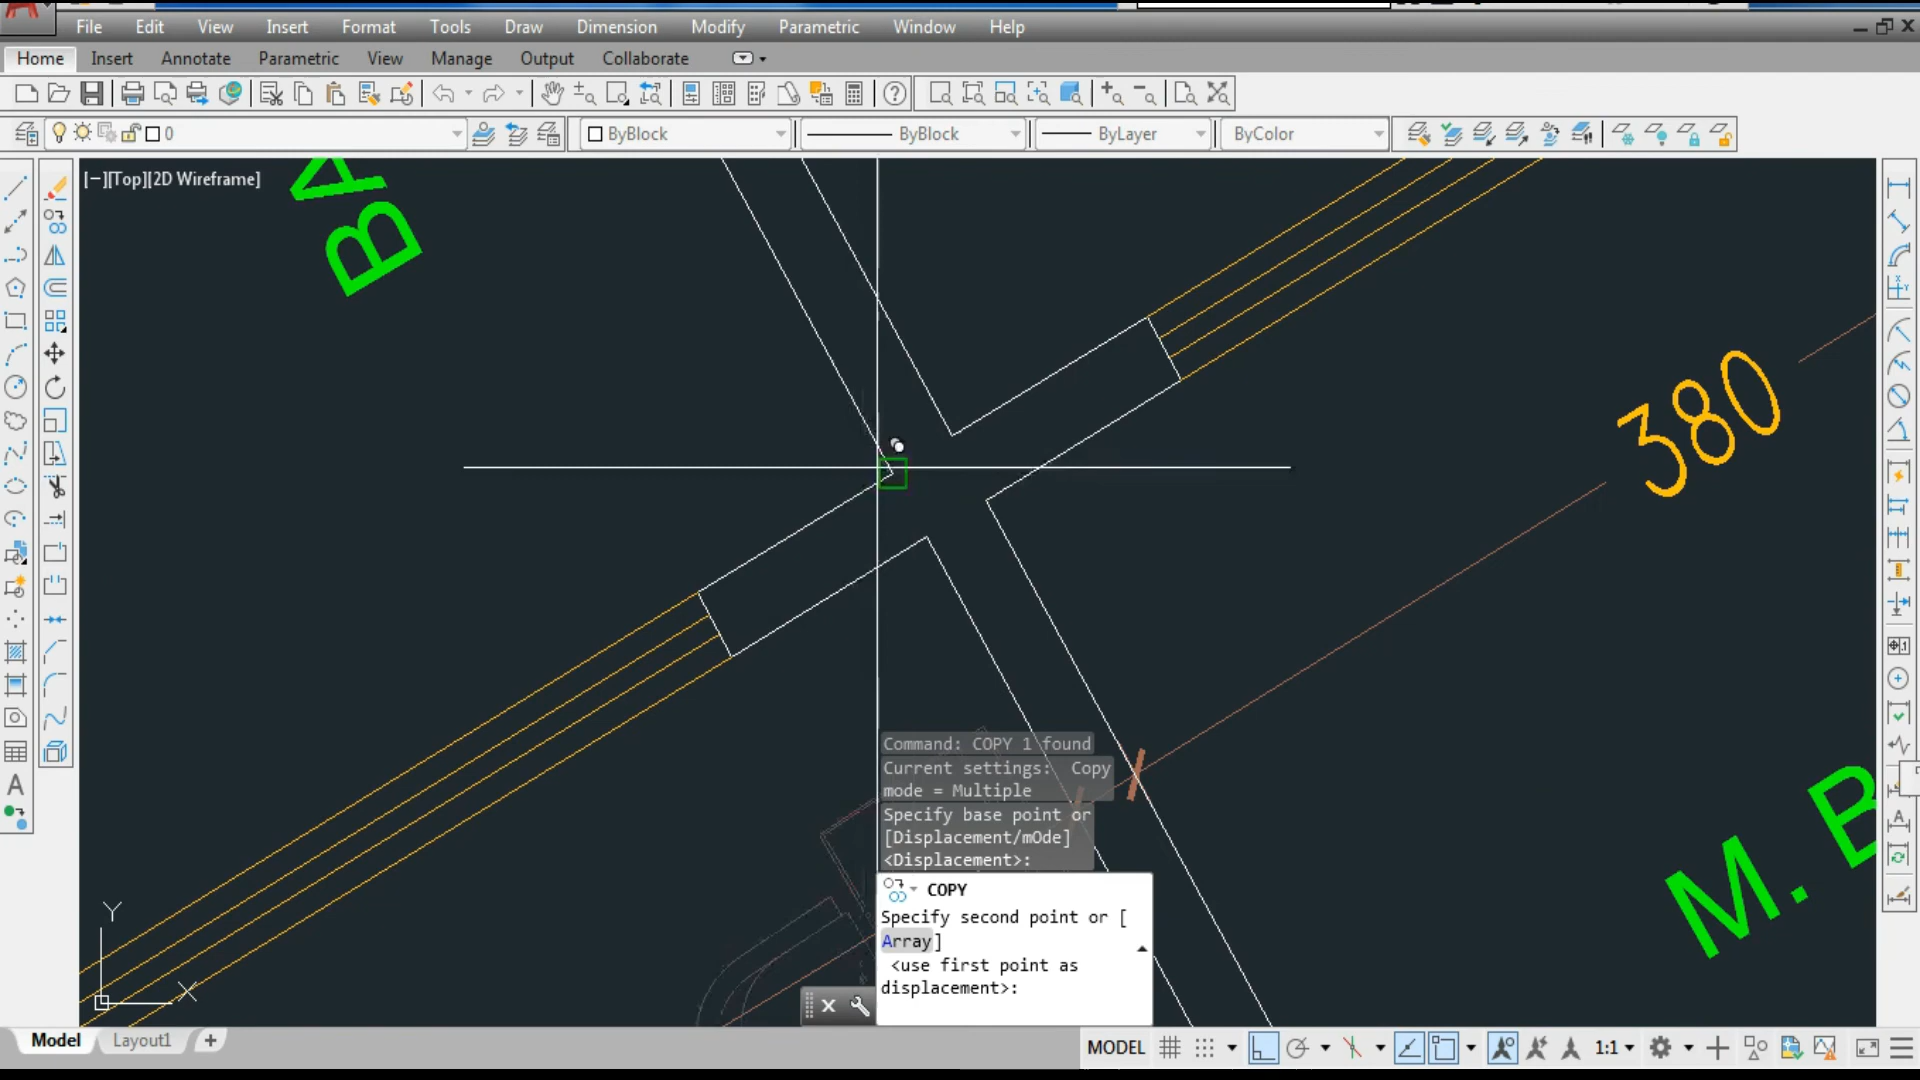 File Edit View Insert Format Tools Draw Dimension Modify Parametric Window Help
Home Insert Annotate Parametric View Manage Output Collaborate
0 ByBlock ByBlock ByLayer ByColor
[−][Top][2D Wireframe]
BA
380
M. B
Command: COPY 1 found
Current settings: Copy
mode = Multiple
Specify base point or
[Displacement/mOde]
<Displacement>:
COPY
Specify second point or [
Array]
<use first point as
displacement>:
Y
X
Model Layout1 +
MODEL 1:1